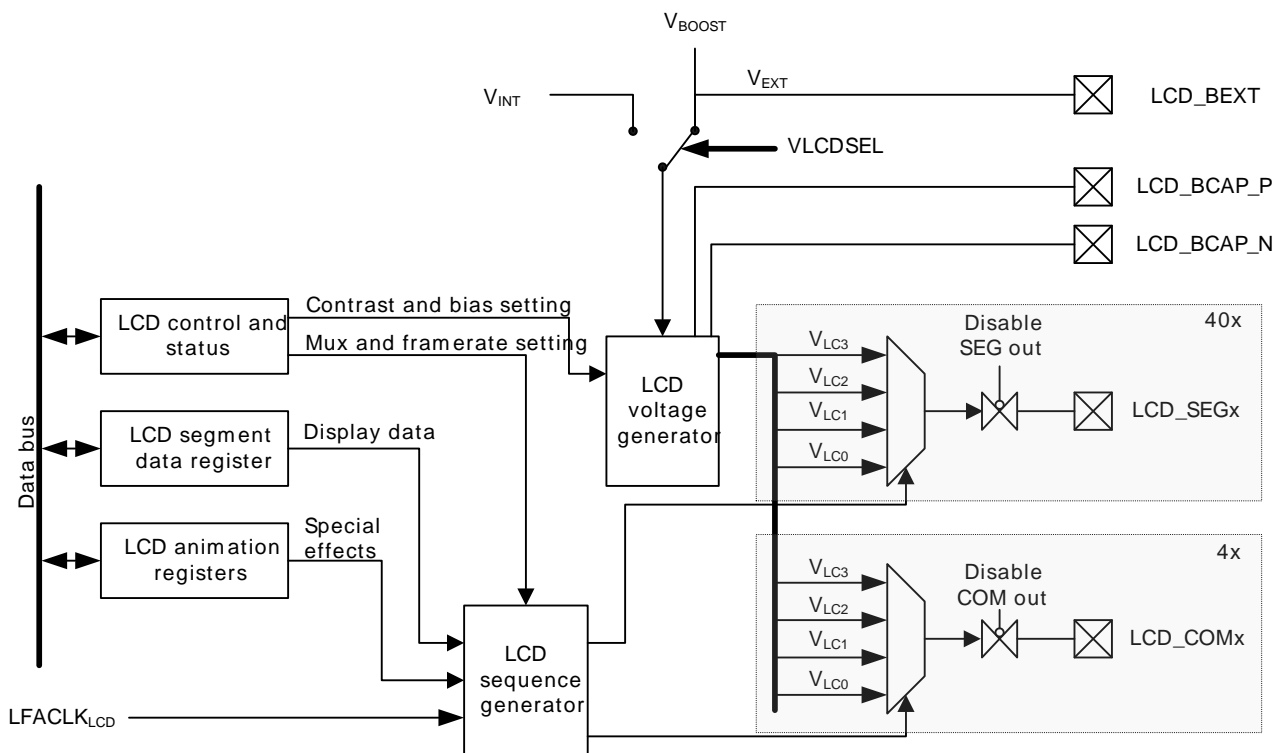 VBOOST
VINT
VEXT
LCD_BEXT
VLCDSEL
LCD_BCAP_P
LCD_BCAP_N
Data bus
LCD control and
status
Contrast and bias setting
Mux and framerate setting
LCD
voltage
generator
40x
Disable
SEG out
VLC3
VLC2
VLC1
VLC0
LCD_SEGx
LCD segment
data register
Display data
LCD animation
registers
Special
effects
4x
Disable
COM out
VLC3
VLC2
VLC1
VLC0
LCD_COMx
LCD
sequence
generator
LFACLKLCD